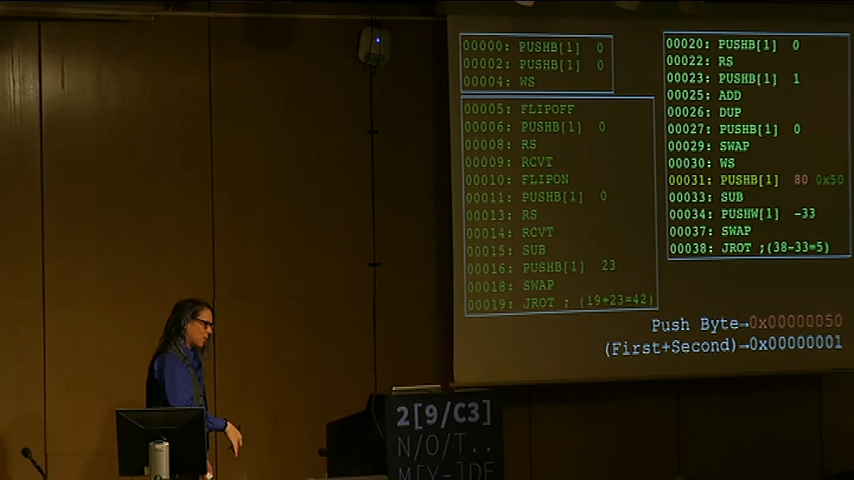 00000: PUSHB[1] 0
00002: PUSHB[1] 0
00004: WS
00005: FLIPOFF
00006: PUSHB[1] 0
00008: RS
00009: RCVT
00010: FLIPON
00011: PUSHB[1] 0
00013: RS
00014: RCVT
00015: SUB
00016: PUSHB[1] 23
00018: SWAP
00019: JROT ; (19+23=42)
00020: PUSHB[1] 0
00022: RS
00023: PUSHB[1] 1
00025: ADD
00026: DUP
00027: PUSHB[1] 0
00029: SWAP
00030: WS
00031: PUSHB[1] 80 0x50
00033: SUB
00034: PUSHW[1] -33
00037: SWAP
00038: JROT ;(38-33=5)
Push Byte→0x00000050
(First+Second)→0x00000001
2[9/C3]
N/O/T..
M[Y-]DE